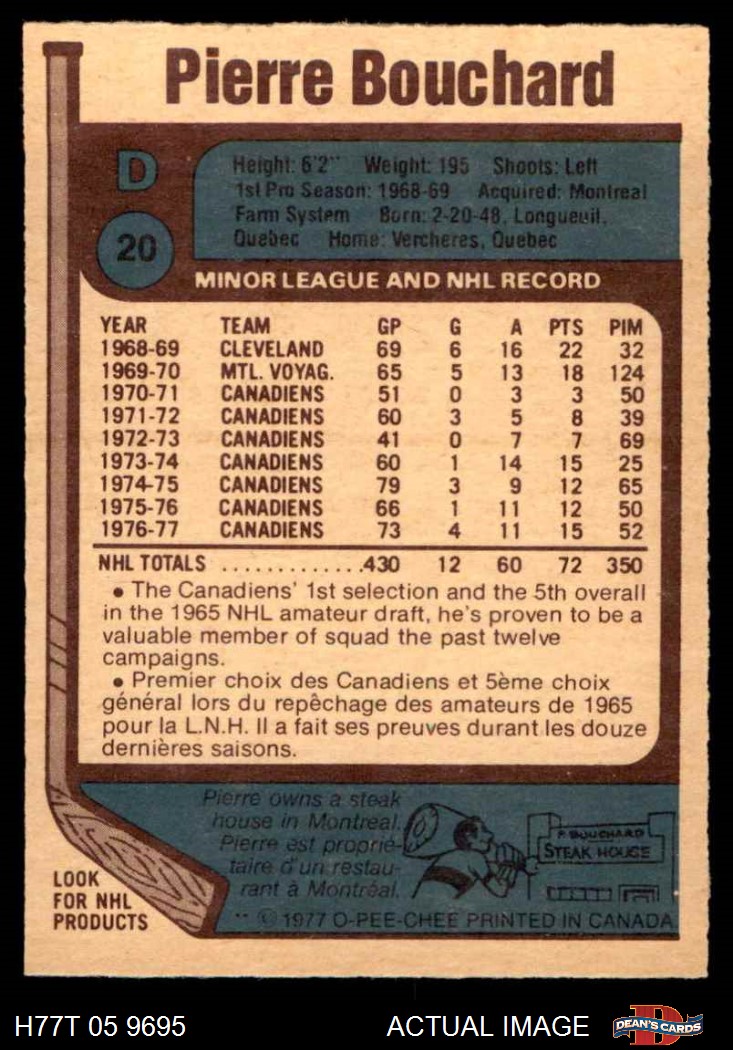 Pierre Bouchard
D
20
Height: 6'2" Weight: 195 Shoots: Left
1st Pro Season: 1968-69 Acquired: Montreal
Farm System Born: 2-20-48, Longueuil,
Quebec Home: Vercheres, Quebec
MINOR LEAGUE AND NHL RECORD
YEAR TEAM GP G A PTS PIM
1968-69 CLEVELAND 69 6 16 22 32
1969-70 MTL. VOYAG. 65 5 13 18 124
1970-71 CANADIENS 51 0 3 3 50
1971-72 CANADIENS 60 3 5 8 39
1972-73 CANADIENS 41 0 7 7 69
1973-74 CANADIENS 60 1 14 15 25
1974-75 CANADIENS 79 3 9 12 65
1975-76 CANADIENS 66 1 11 12 50
1976-77 CANADIENS 73 4 11 15 52
NHL TOTALS .............430 12 60 72 350
• The Canadiens' 1st selection and the 5th overall
in the 1965 NHL amateur draft, he's proven to be a
valuable member of squad the past twelve
campaigns.
• Premier choix des Canadiens et 5ème choix
général lors du repêchage des amateurs de 1965
pour la L.N.H. Il a fait ses preuves durant les douze
dernières saisons.
Pierre owns a steak
house in Montreal.
Pierre est proprié-
taire d'un restau-
rant à Montréal.
P. BOUCHARD
STEAK HOUSE
LOOK
FOR NHL
PRODUCTS
** © 1977 O-PEE-CHEE PRINTED IN CANADA
H77T 05 9695 ACTUAL IMAGE DEAN'S CARDS